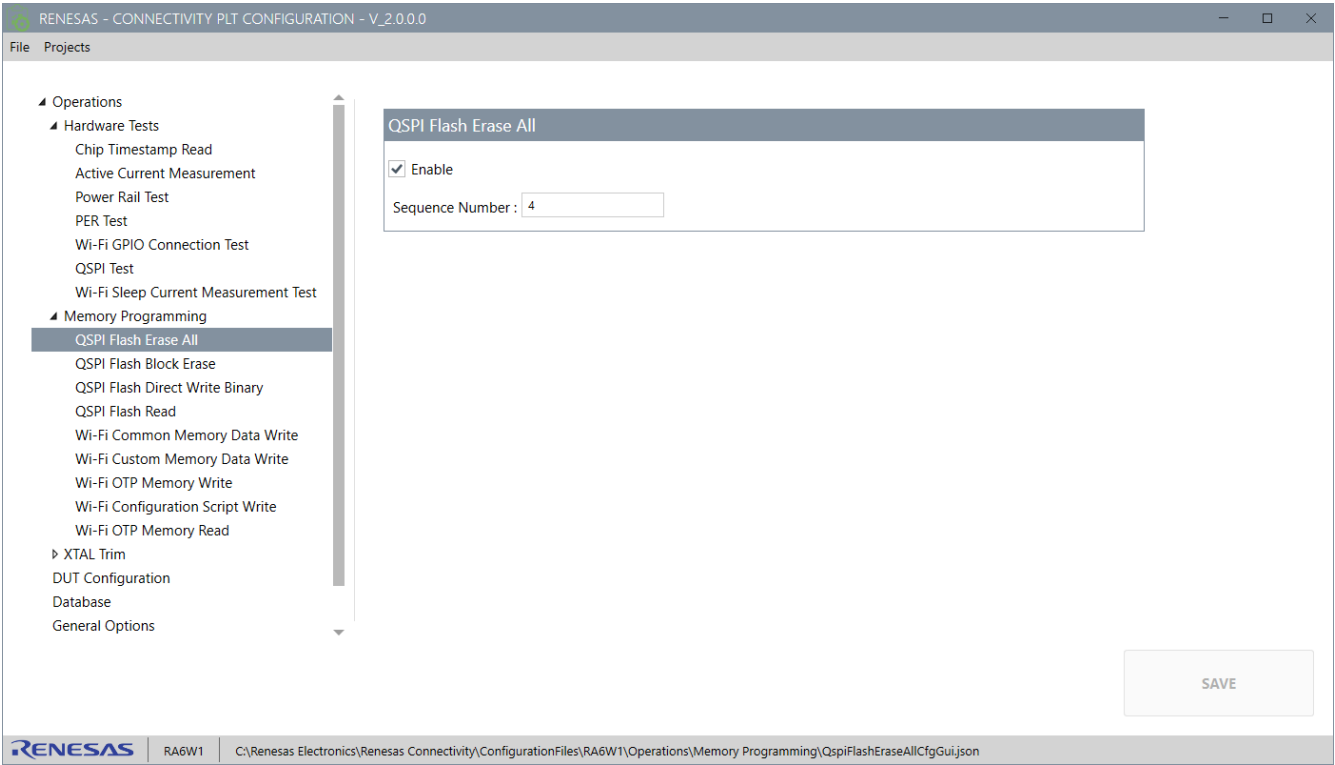 RENESAS - CONNECTIVITY PLT CONFIGURATION - V_2.0.0.0
File Projects
Operations
Hardware Tests
Chip Timestamp Read
Active Current Measurement
Power Rail Test
PER Test
Wi-Fi GPIO Connection Test
QSPI Test
Wi-Fi Sleep Current Measurement Test
Memory Programming
QSPI Flash Erase All
QSPI Flash Block Erase
QSPI Flash Direct Write Binary
QSPI Flash Read
Wi-Fi Common Memory Data Write
Wi-Fi Custom Memory Data Write
Wi-Fi OTP Memory Write
Wi-Fi Configuration Script Write
Wi-Fi OTP Memory Read
XTAL Trim
DUT Configuration
Database
General Options
QSPI Flash Erase All
Enable
Sequence Number : 4
SAVE
RENESAS RA6W1 C:\Renesas Electronics\Renesas Connectivity\ConfigurationFiles\RA6W1\Operations\Memory Programming\QspiFlashEraseAllCfgGui.json